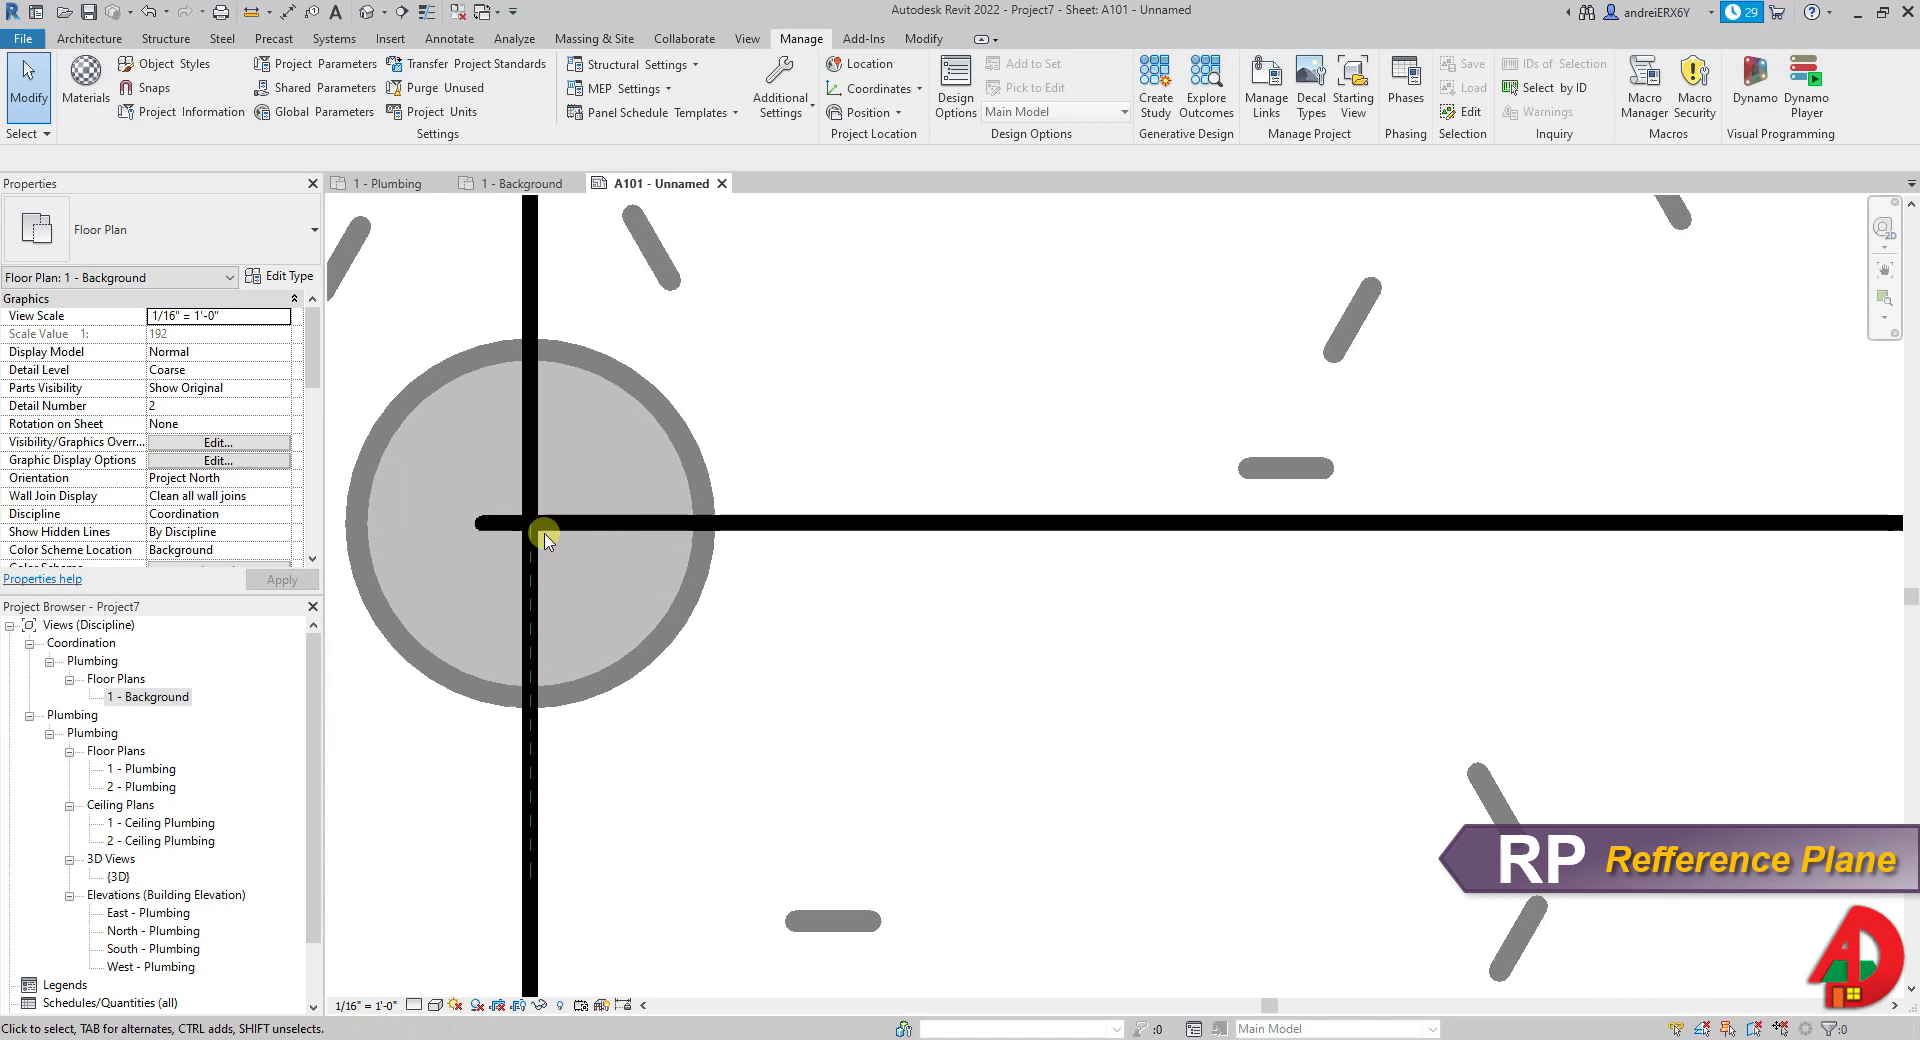 Autodesk Revit 2022 - Project7 - Sheet: A101 - Unnamed
andreiERX6Y
29
File Architecture Structure Steel Precast Systems Insert Annotate Analyze Massing & Site Collaborate View Manage Add-Ins Modify
Modify
Select
Materials
Object Styles
Snaps
Project Information
Project Parameters
Shared Parameters
Global Parameters
Transfer Project Standards
Purge Unused
Project Units
Settings
Structural Settings
MEP Settings
Panel Schedule Templates
Additional Settings
Location
Coordinates
Position
Project Location
Design Options
Add to Set
Pick to Edit
Main Model
Design Options
Create Study
Explore Outcomes
Generative Design
Manage Links
Decal Types
Starting View
Manage Project
Phases
Phasing
Save
Load
Edit
Selection
IDs of Selection
Select by ID
Warnings
Inquiry
Macro Manager
Macro Security
Macros
Dynamo
Dynamo Player
Visual Programming
Properties
1 - Plumbing
1 - Background
A101 - Unnamed
Floor Plan
Floor Plan: 1 - Background
Edit Type
Graphics
View Scale 1/16" = 1'-0"
Scale Value 1: 192
Display Model Normal
Detail Level Coarse
Parts Visibility Show Original
Detail Number 2
Rotation on Sheet None
Visibility/Graphics Overr... Edit...
Graphic Display Options Edit...
Orientation Project North
Wall Join Display Clean all wall joins
Discipline Coordination
Show Hidden Lines By Discipline
Color Scheme Location Background
Properties help
Apply
Project Browser - Project7
Views (Discipline)
Coordination
Plumbing
Floor Plans
1 - Background
Plumbing
Plumbing
Floor Plans
1 - Plumbing
2 - Plumbing
Ceiling Plans
1 - Ceiling Plumbing
2 - Ceiling Plumbing
3D Views
{3D}
Elevations (Building Elevation)
East - Plumbing
North - Plumbing
South - Plumbing
West - Plumbing
Legends
Schedules/Quantities (all)
2D
RP Refference Plane
1/16" = 1'-0"
Click to select, TAB for alternates, CTRL adds, SHIFT unselects.
:0
Main Model
:0